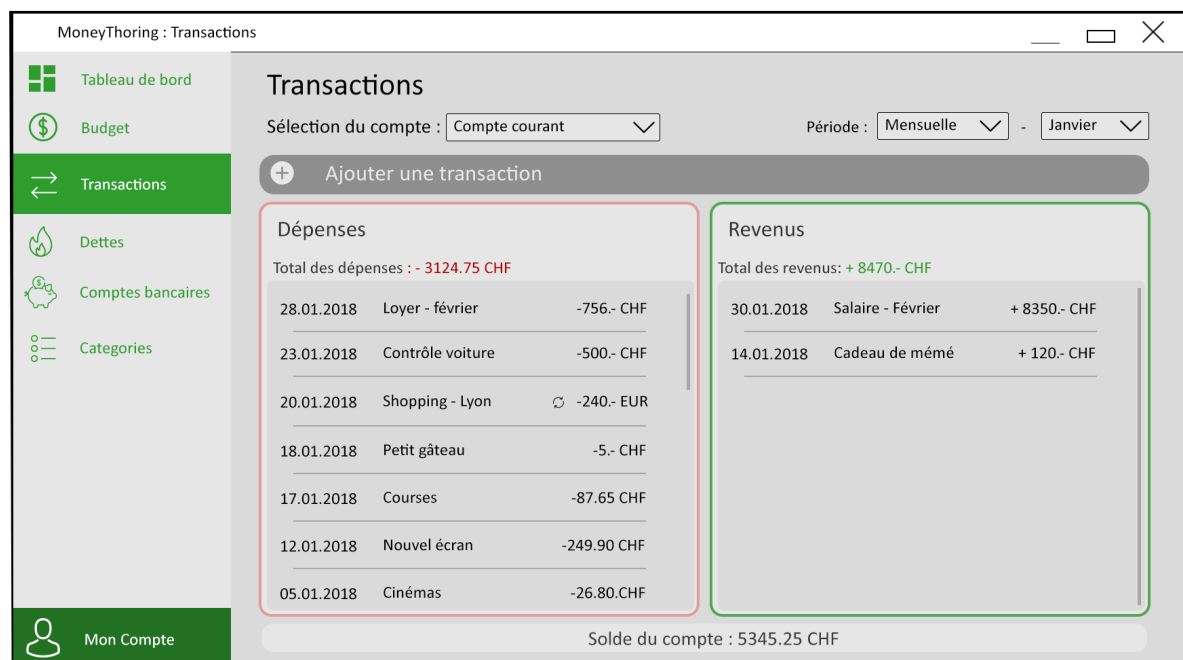 MoneyThoring : Transactions
Tableau de bord
Budget
Transactions
Dettes
Comptes bancaires
Categories
Mon Compte
Transactions
Sélection du compte : Compte courant
Période : Mensuelle - Janvier
Ajouter une transaction
Dépenses
Total des dépenses : - 3124.75 CHF
28.01.2018 Loyer - février -756.- CHF
23.01.2018 Contrôle voiture -500.- CHF
20.01.2018 Shopping - Lyon -240.- EUR
18.01.2018 Petit gâteau -5.- CHF
17.01.2018 Courses -87.65 CHF
12.01.2018 Nouvel écran -249.90 CHF
05.01.2018 Cinémas -26.80.CHF
Revenus
Total des revenus: + 8470.- CHF
30.01.2018 Salaire - Février + 8350.- CHF
14.01.2018 Cadeau de mémé + 120.- CHF
Solde du compte : 5345.25 CHF